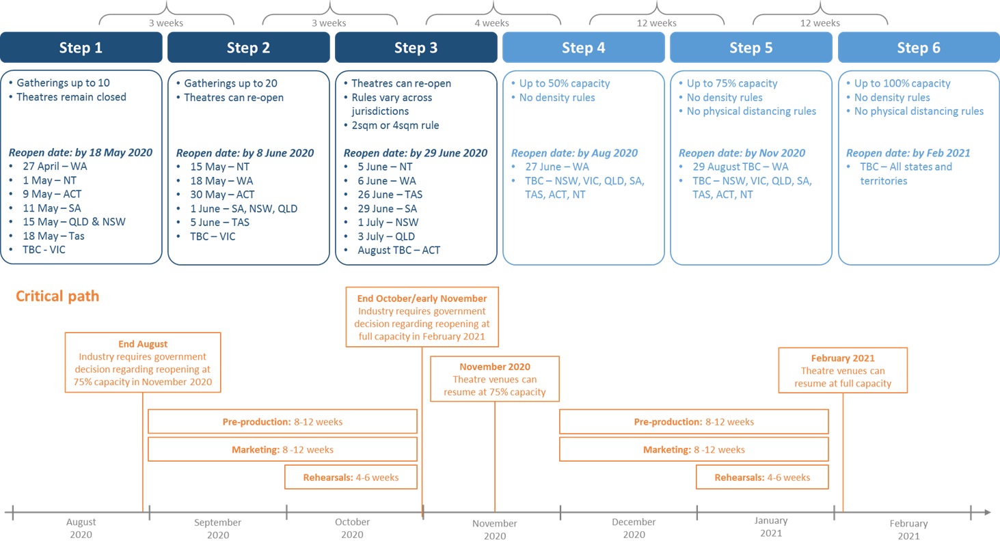 3 weeks
3 weeks
4 weeks
12 weeks
12 weeks
Step 1
Step 2
Step 3
Step 4
Step 5
Step 6
• Gatherings up to 10
• Theatres remain closed
Reopen date: by 18 May 2020
• 27 April – WA
• 1 May – NT
• 9 May – ACT
• 11 May – SA
• 15 May – QLD & NSW
• 18 May – Tas
• TBC - VIC
• Gatherings up to 20
• Theatres can re-open
Reopen date: by 8 June 2020
• 15 May – NT
• 18 May – WA
• 30 May – ACT
• 1 June – SA, NSW, QLD
• 5 June – TAS
• TBC – VIC
• Theatres can re-open
• Rules vary across
jurisdictions
• 2sqm or 4sqm rule
Reopen date: by 29 June 2020
• 5 June – NT
• 6 June – WA
• 26 June – TAS
• 29 June – SA
• 1 July – NSW
• 3 July – QLD
• August TBC – ACT
• Up to 50% capacity
• No density rules
Reopen date: by Aug 2020
• 27 June – WA
• TBC – NSW, VIC, QLD, SA,
TAS, ACT, NT
• Up to 75% capacity
• No density rules
• No physical distancing rules
Reopen date: by Nov 2020
• 29 August TBC – WA
• TBC – NSW, VIC, QLD, SA,
TAS, ACT, NT
• Up to 100% capacity
• No density rules
• No physical distancing rules
Reopen date: by Feb 2021
• TBC – All states and
territories
Critical path
End August
Industry requires government
decision regarding reopening at
75% capacity in November 2020
End October/early November
Industry requires government
decision regarding reopening at
full capacity in February 2021
November 2020
Theatre venues can
resume at 75% capacity
February 2021
Theatre venues can
resume at full capacity
Pre-production: 8-12 weeks
Marketing: 8 -12 weeks
Rehearsals: 4-6 weeks
Pre-production: 8-12 weeks
Marketing: 8 -12 weeks
Rehearsals: 4-6 weeks
August
2020
September
2020
October
2020
November
2020
December
2020
January
2021
February
2021